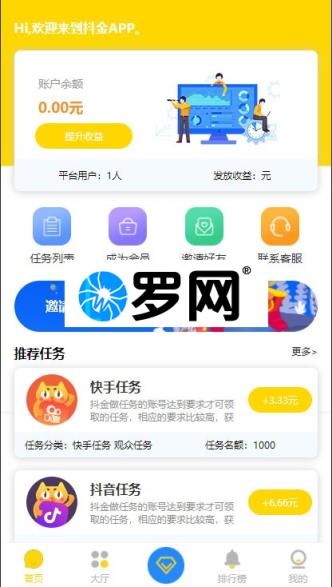 Hi,欢迎来到抖金APP。
账户余额
0.00元
提升收益
平台用户：1人 发放收益：元
任务列表 成为会员 邀请好友 联系客服
邀请
罗网®
推荐任务 更多>
快手任务
抖金做任务的账号达到要求才可领
取任务，相应的要求比较高，获
+3.33元
任务分类：快手任务 观众任务 任务名额：1000
抖音任务
抖金做任务的账号达到要求才可领
取任务，相应的要求比较高，获
+6.66元
首页 大厅 排行榜 我的